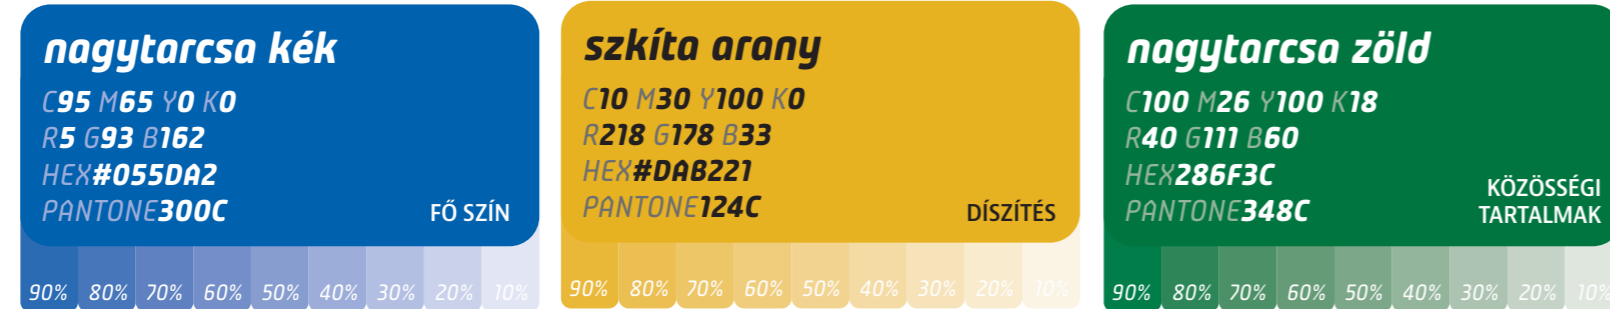 nagytarcsa kék
C95 M65 Y0 K0
R5 G93 B162
HEX#055DA2
PANTONE300C
FŐ SZÍN
90% 80% 70% 60% 50% 40% 30% 20% 10%
szkíta arany
C10 M30 Y100 K0
R218 G178 B33
HEX#DAB221
PANTONE124C
DÍSZÍTÉS
90% 80% 70% 60% 50% 40% 30% 20% 10%
nagytarcsa zöld
C100 M26 Y100 K18
R40 G111 B60
HEX286F3C
PANTONE348C
KÖZÖSSÉGI
TARTALMAK
90% 80% 70% 60% 50% 40% 30% 20% 10%